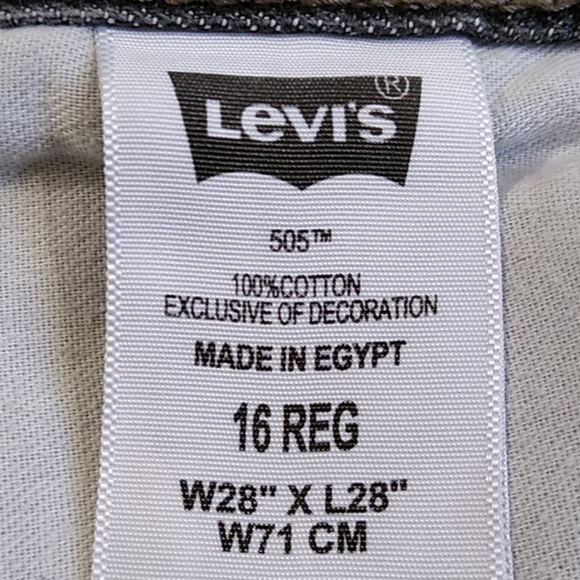 Levi's®
505™
100%COTTON
EXCLUSIVE OF DECORATION
MADE IN EGYPT
16 REG
W28" X L28"
W71 CM